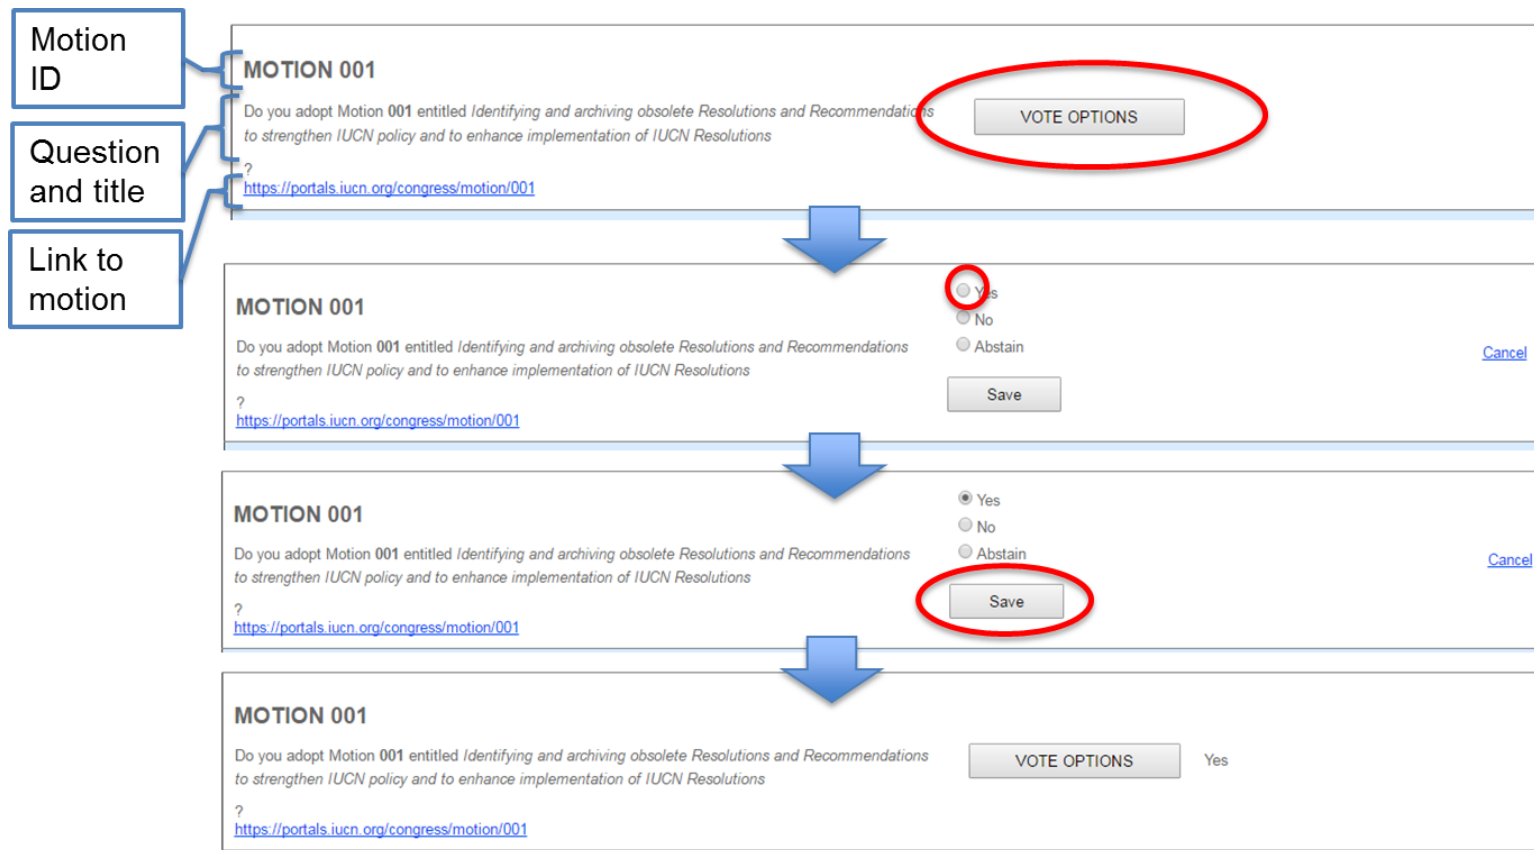 Motion
ID
Question
and title
Link to
motion
MOTION 001
Do you adopt Motion 001 entitled Identifying and archiving obsolete Resolutions and Recommendations
to strengthen IUCN policy and to enhance implementation of IUCN Resolutions
?
https://portals.iucn.org/congress/motion/001
VOTE OPTIONS
MOTION 001
Do you adopt Motion 001 entitled Identifying and archiving obsolete Resolutions and Recommendations
to strengthen IUCN policy and to enhance implementation of IUCN Resolutions
?
https://portals.iucn.org/congress/motion/001
Yes
No
Abstain
Save
Cancel
MOTION 001
Do you adopt Motion 001 entitled Identifying and archiving obsolete Resolutions and Recommendations
to strengthen IUCN policy and to enhance implementation of IUCN Resolutions
?
https://portals.iucn.org/congress/motion/001
Yes
No
Abstain
Save
Cancel
MOTION 001
Do you adopt Motion 001 entitled Identifying and archiving obsolete Resolutions and Recommendations
to strengthen IUCN policy and to enhance implementation of IUCN Resolutions
?
https://portals.iucn.org/congress/motion/001
VOTE OPTIONS
Yes